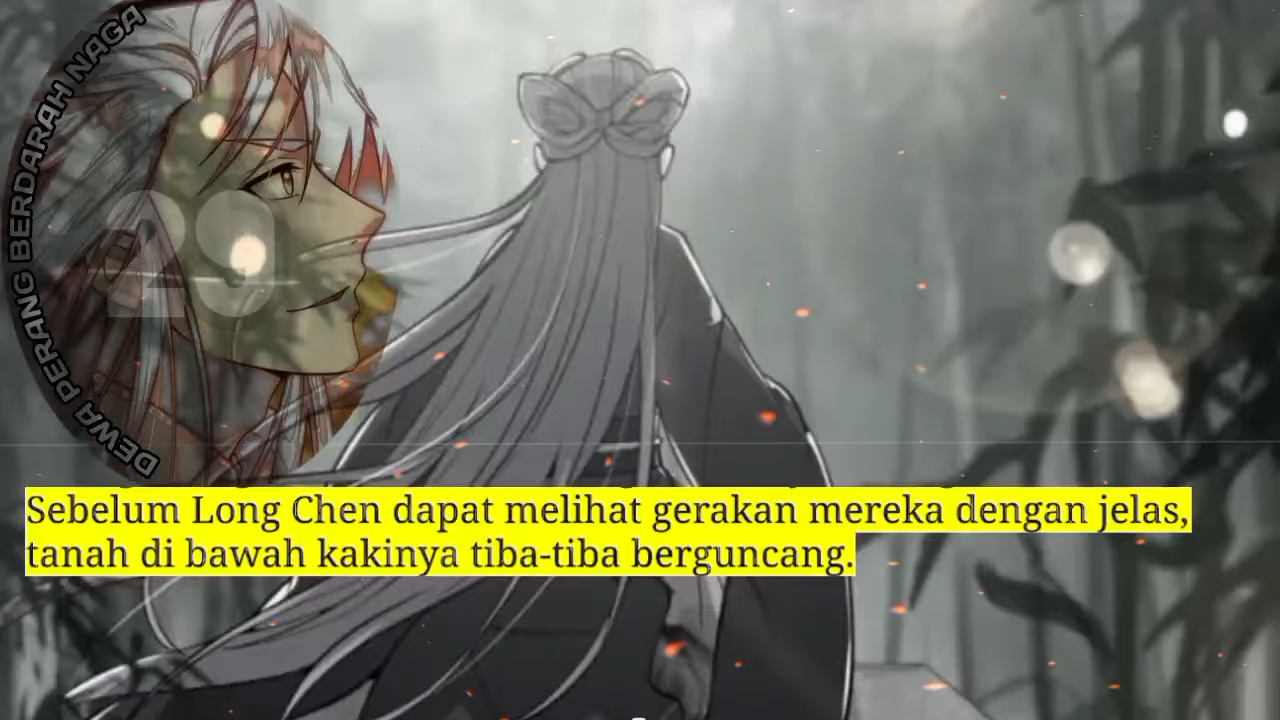 DEWA PERANG BERDARAH NAGA
29
Sebelum Long Chen dapat melihat gerakan mereka dengan jelas,
tanah di bawah kakinya tiba-tiba berguncang.